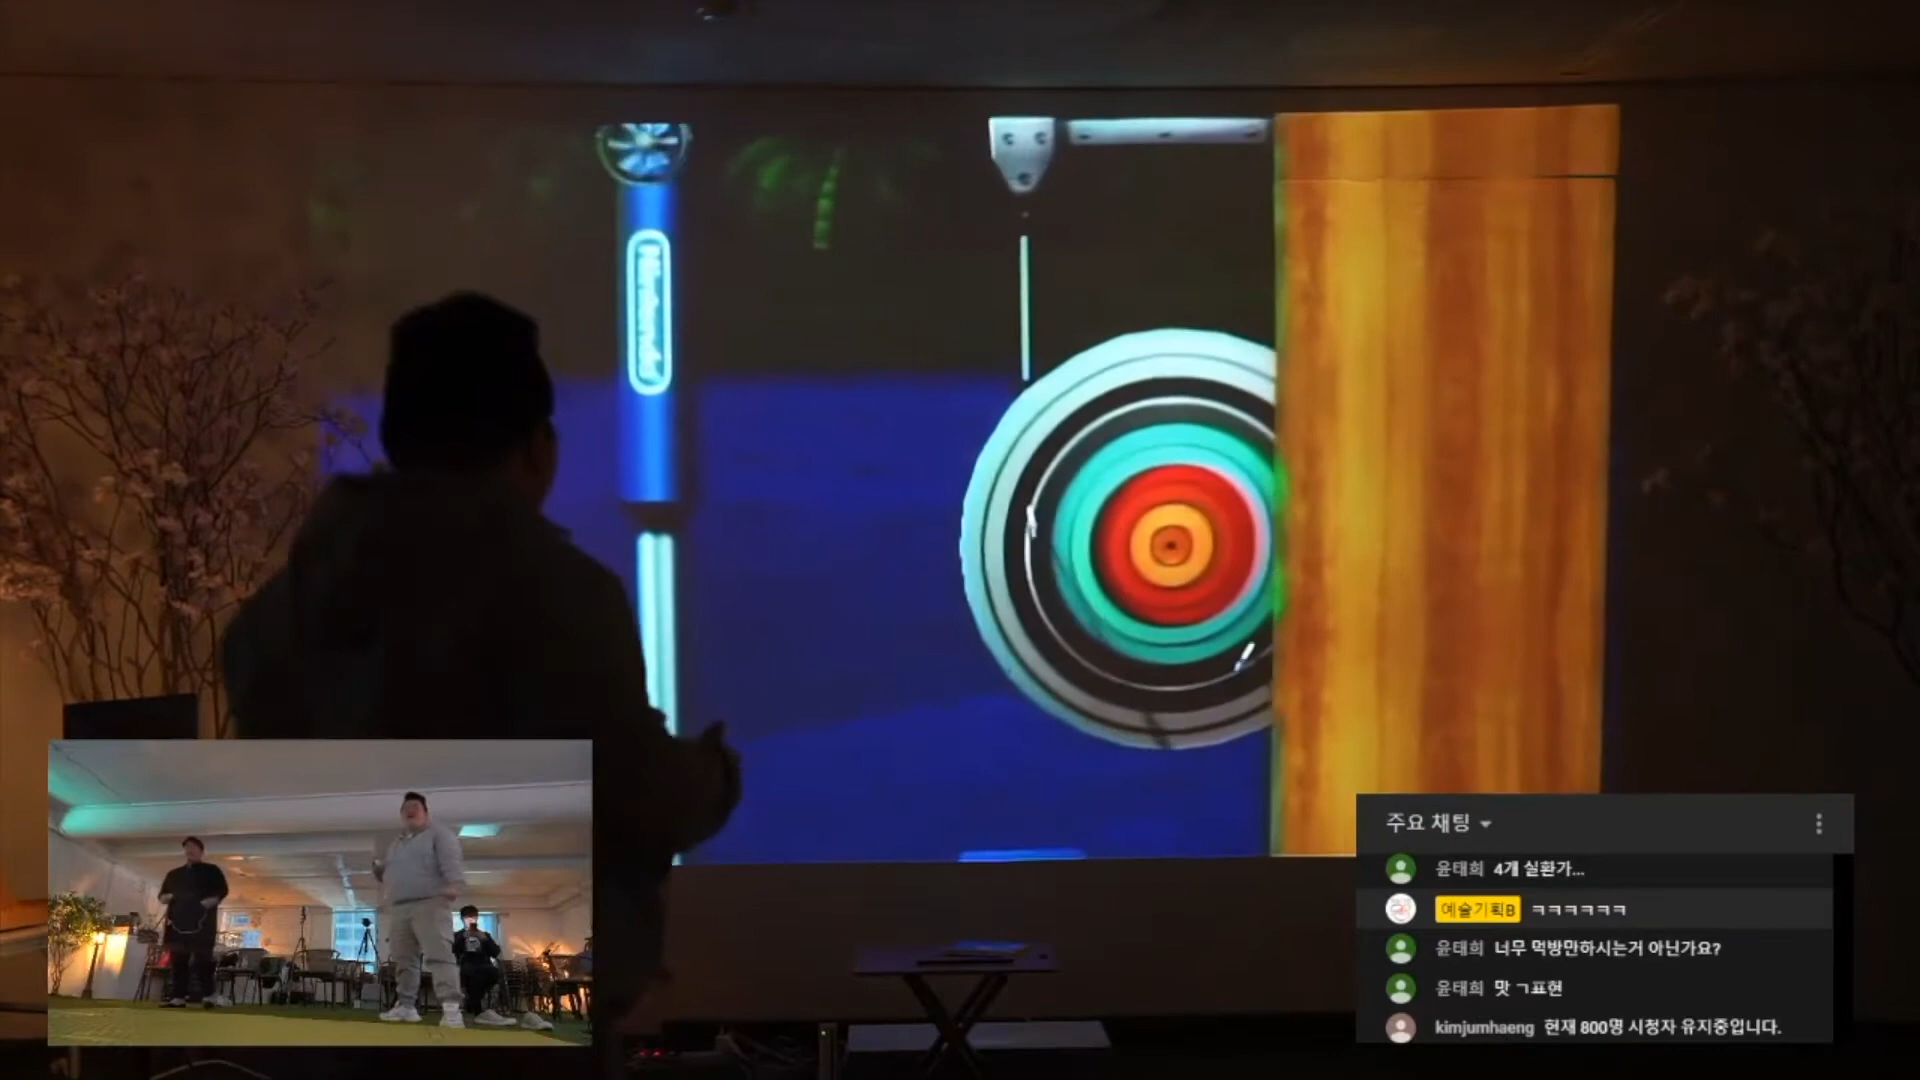 Nintendo
주요 채팅
윤태희 4개 실환가...
예술기획B ㅋㅋㅋㅋㅋㅋ
윤태희 너무 먹방만하시는거 아닌가요?
윤태희 맛 ㄱ표현
kimjumhaeng 현재 800명 시청자 유지중입니다.